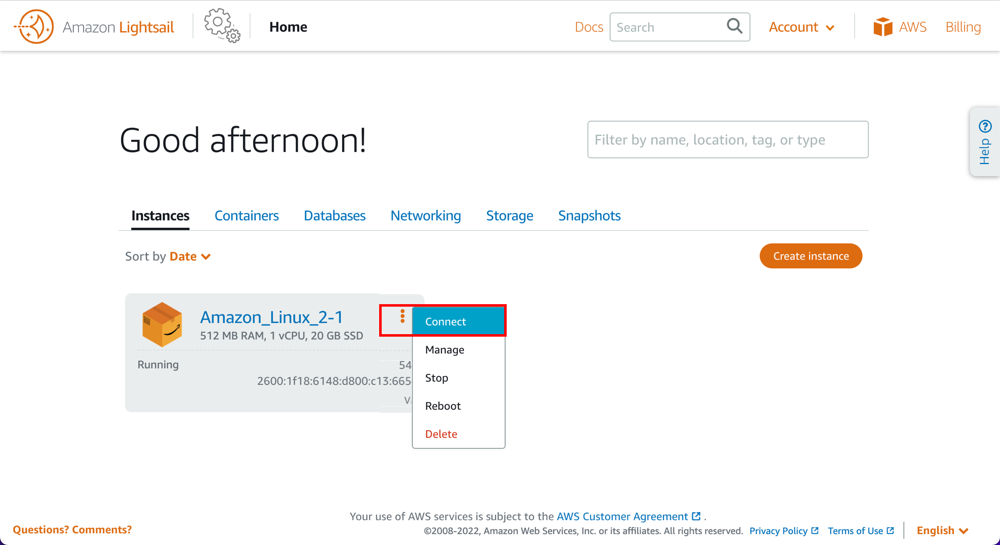 Amazon Lightsail
Home
Docs
Search
Account
AWS
Billing
Good afternoon!
Filter by name, location, tag, or type
Help
Instances
Containers
Databases
Networking
Storage
Snapshots
Sort by Date
Create instance
Amazon_Linux_2-1
512 MB RAM, 1 vCPU, 20 GB SSD
Running
54
2600:1f18:6148:d800:c13:665
Connect
Manage
Stop
Reboot
Delete
Your use of AWS services is subject to the AWS Customer Agreement .
Questions? Comments?
©2008-2022, Amazon Web Services, Inc. or its affiliates. All rights reserved. Privacy Policy Terms of Use
English